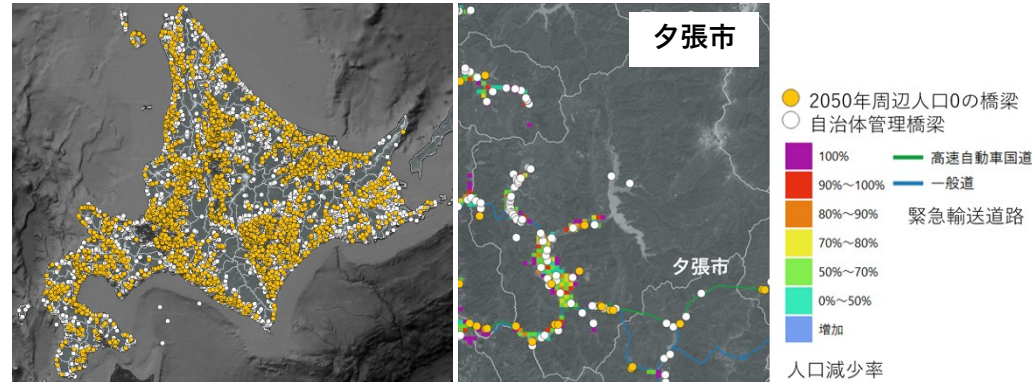 夕張市
夕張市
2050年周辺人口0の橋梁
自治体管理橋梁
100%
90%～100%
80%～90%
70%～80%
50%～70%
0%～50%
増加
人口減少率
高速自動車国道
一般道
緊急輸送道路